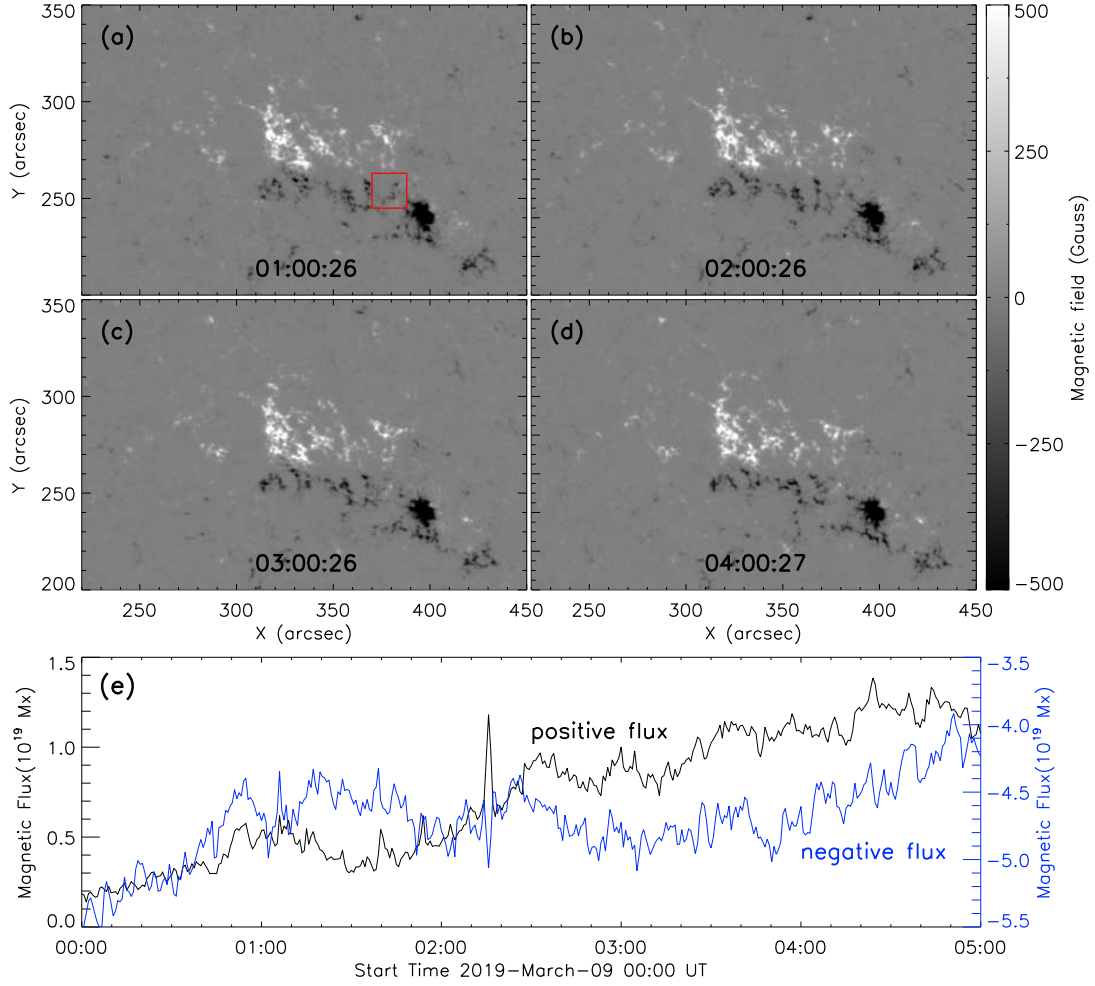 350
(a)
(b)
500
300
Y (arcsec)
250
250
01:00:26
02:00:26
0
350
(c)
(d)
Magnetic field (Gauss)
300
−250
Y (arcsec)
250
03:00:26
04:00:27
200
−500
250 300 350 400 450
250 300 350 400 450
X (arcsec)
X (arcsec)
1.5
−3.5
(e)
positive flux
−4.0
1.0
Magnetic Flux(10¹⁹ Mx)
−4.5
Magnetic Flux(10¹⁹ Mx)
0.5
negative flux
−5.0
0.0
−5.5
00:00 01:00 02:00 03:00 04:00 05:00
Start Time 2019−March−09 00:00 UT